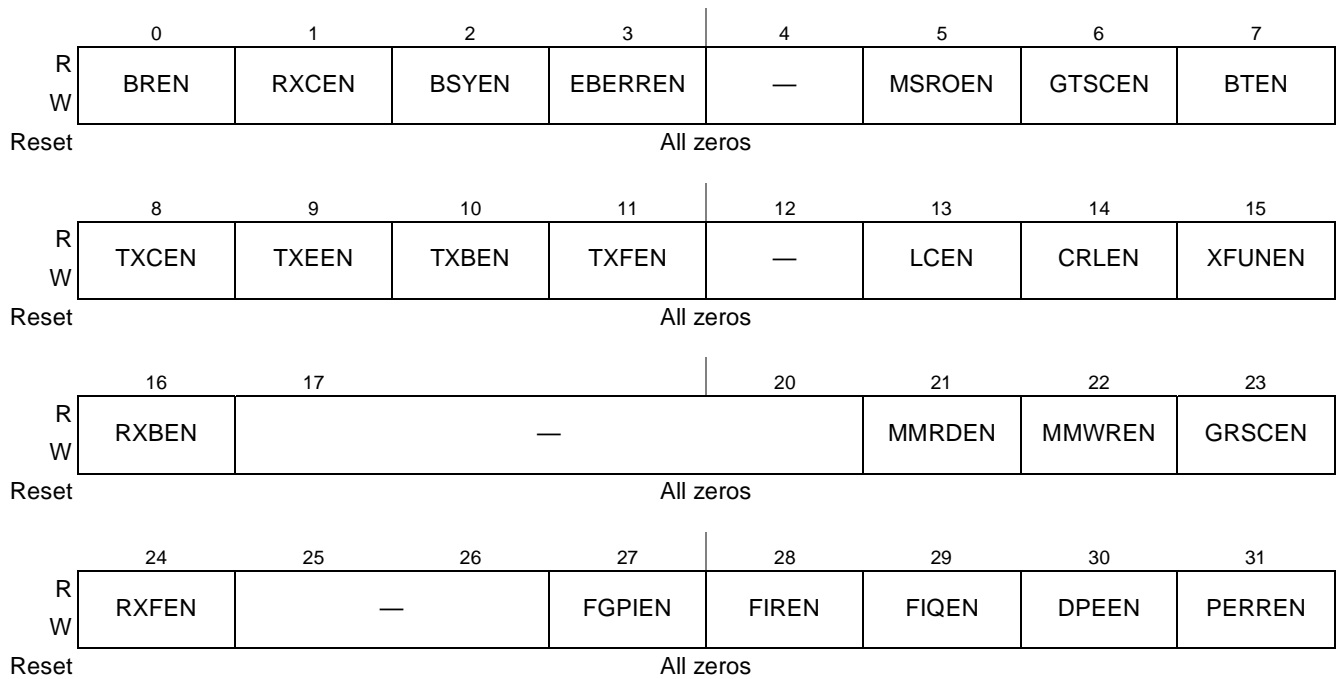 0 1 2 3 4 5 6 7
R
W
BREN RXCEN BSYEN EBERREN — MSROEN GTSCEN BTEN
Reset All zeros
8 9 10 11 12 13 14 15
R
W
TXCEN TXEEN TXBEN TXFEN — LCEN CRLEN XFUNEN
Reset All zeros
16 17 20 21 22 23
R
W
RXBEN — MMRDEN MMWREN GRSCEN
Reset All zeros
24 25 26 27 28 29 30 31
R
W
RXFEN — FGPIEN FIREN FIQEN DPEEN PERREN
Reset All zeros